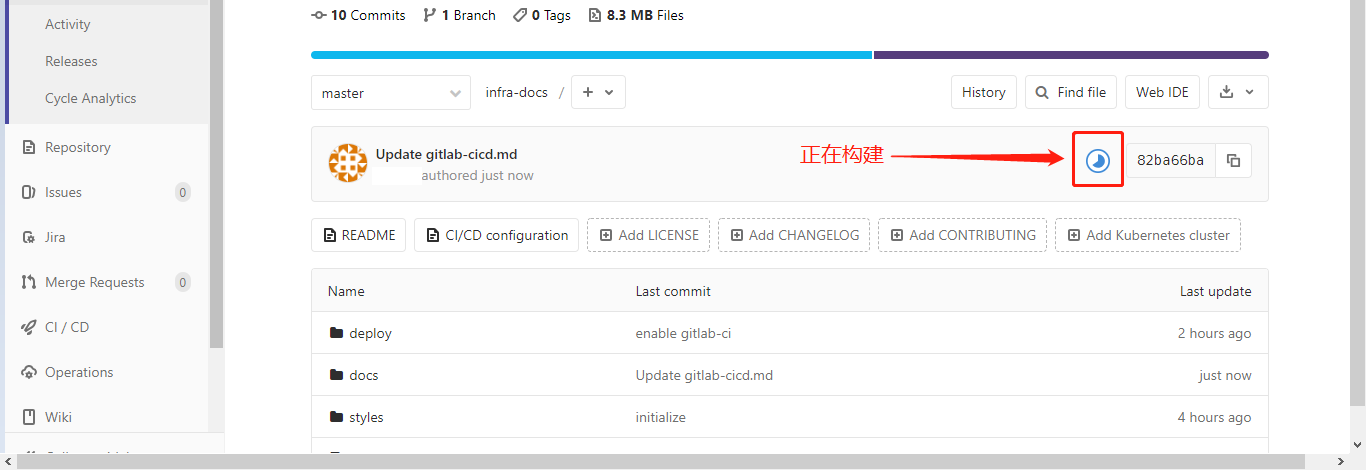 10 Commits 1 Branch 0 Tags 8.3 MB Files
Activity
Releases
Cycle Analytics
Repository
Issues 0
Jira
Merge Requests 0
CI / CD
Operations
Wiki
master infra-docs / + History Find file Web IDE
Update gitlab-cicd.md
authored just now
正在构建
82ba66ba
README CI/CD configuration Add LICENSE Add CHANGELOG Add CONTRIBUTING Add Kubernetes cluster
Name Last commit Last update
deploy enable gitlab-ci 2 hours ago
docs Update gitlab-cicd.md just now
styles initialize 4 hours ago